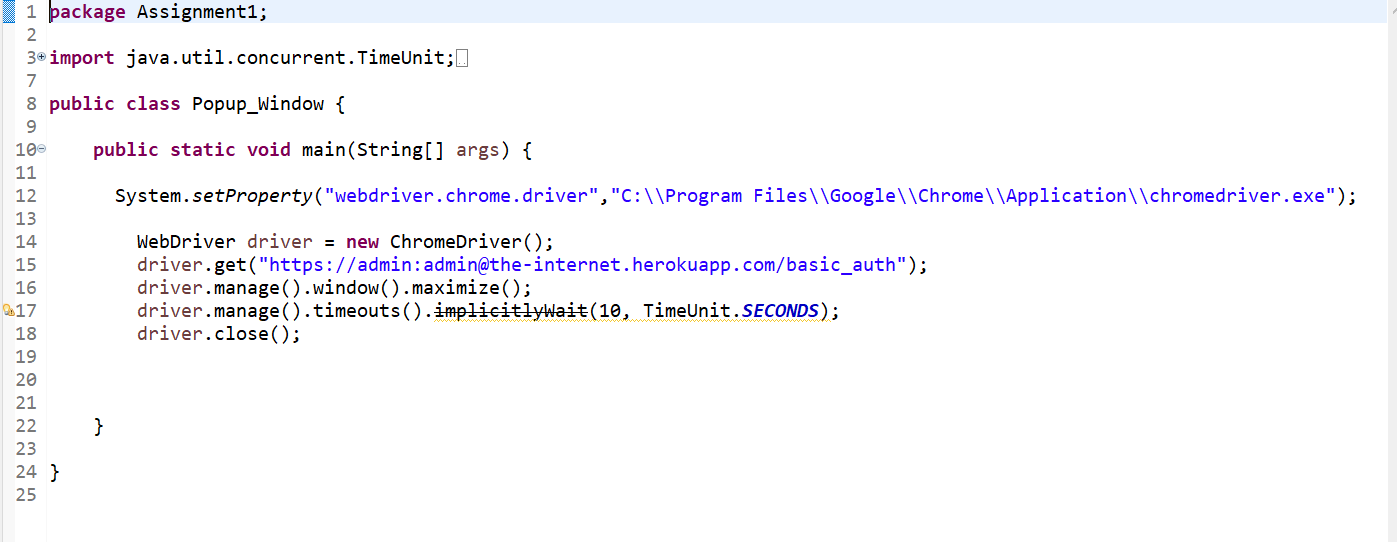 1 package Assignment1;
2
3 import java.util.concurrent.TimeUnit;
7
8 public class Popup_Window {
9
10 public static void main(String[] args) {
11
12 System.setProperty("webdriver.chrome.driver","C:\\Program Files\\Google\\Chrome\\Application\\chromedriver.exe");
13
14 WebDriver driver = new ChromeDriver();
15 driver.get("https://admin:admin@the-internet.herokuapp.com/basic_auth");
16 driver.manage().window().maximize();
17 driver.manage().timeouts().implicitlyWait(10, TimeUnit.SECONDS);
18 driver.close();
19
20
21
22 }
23
24 }
25